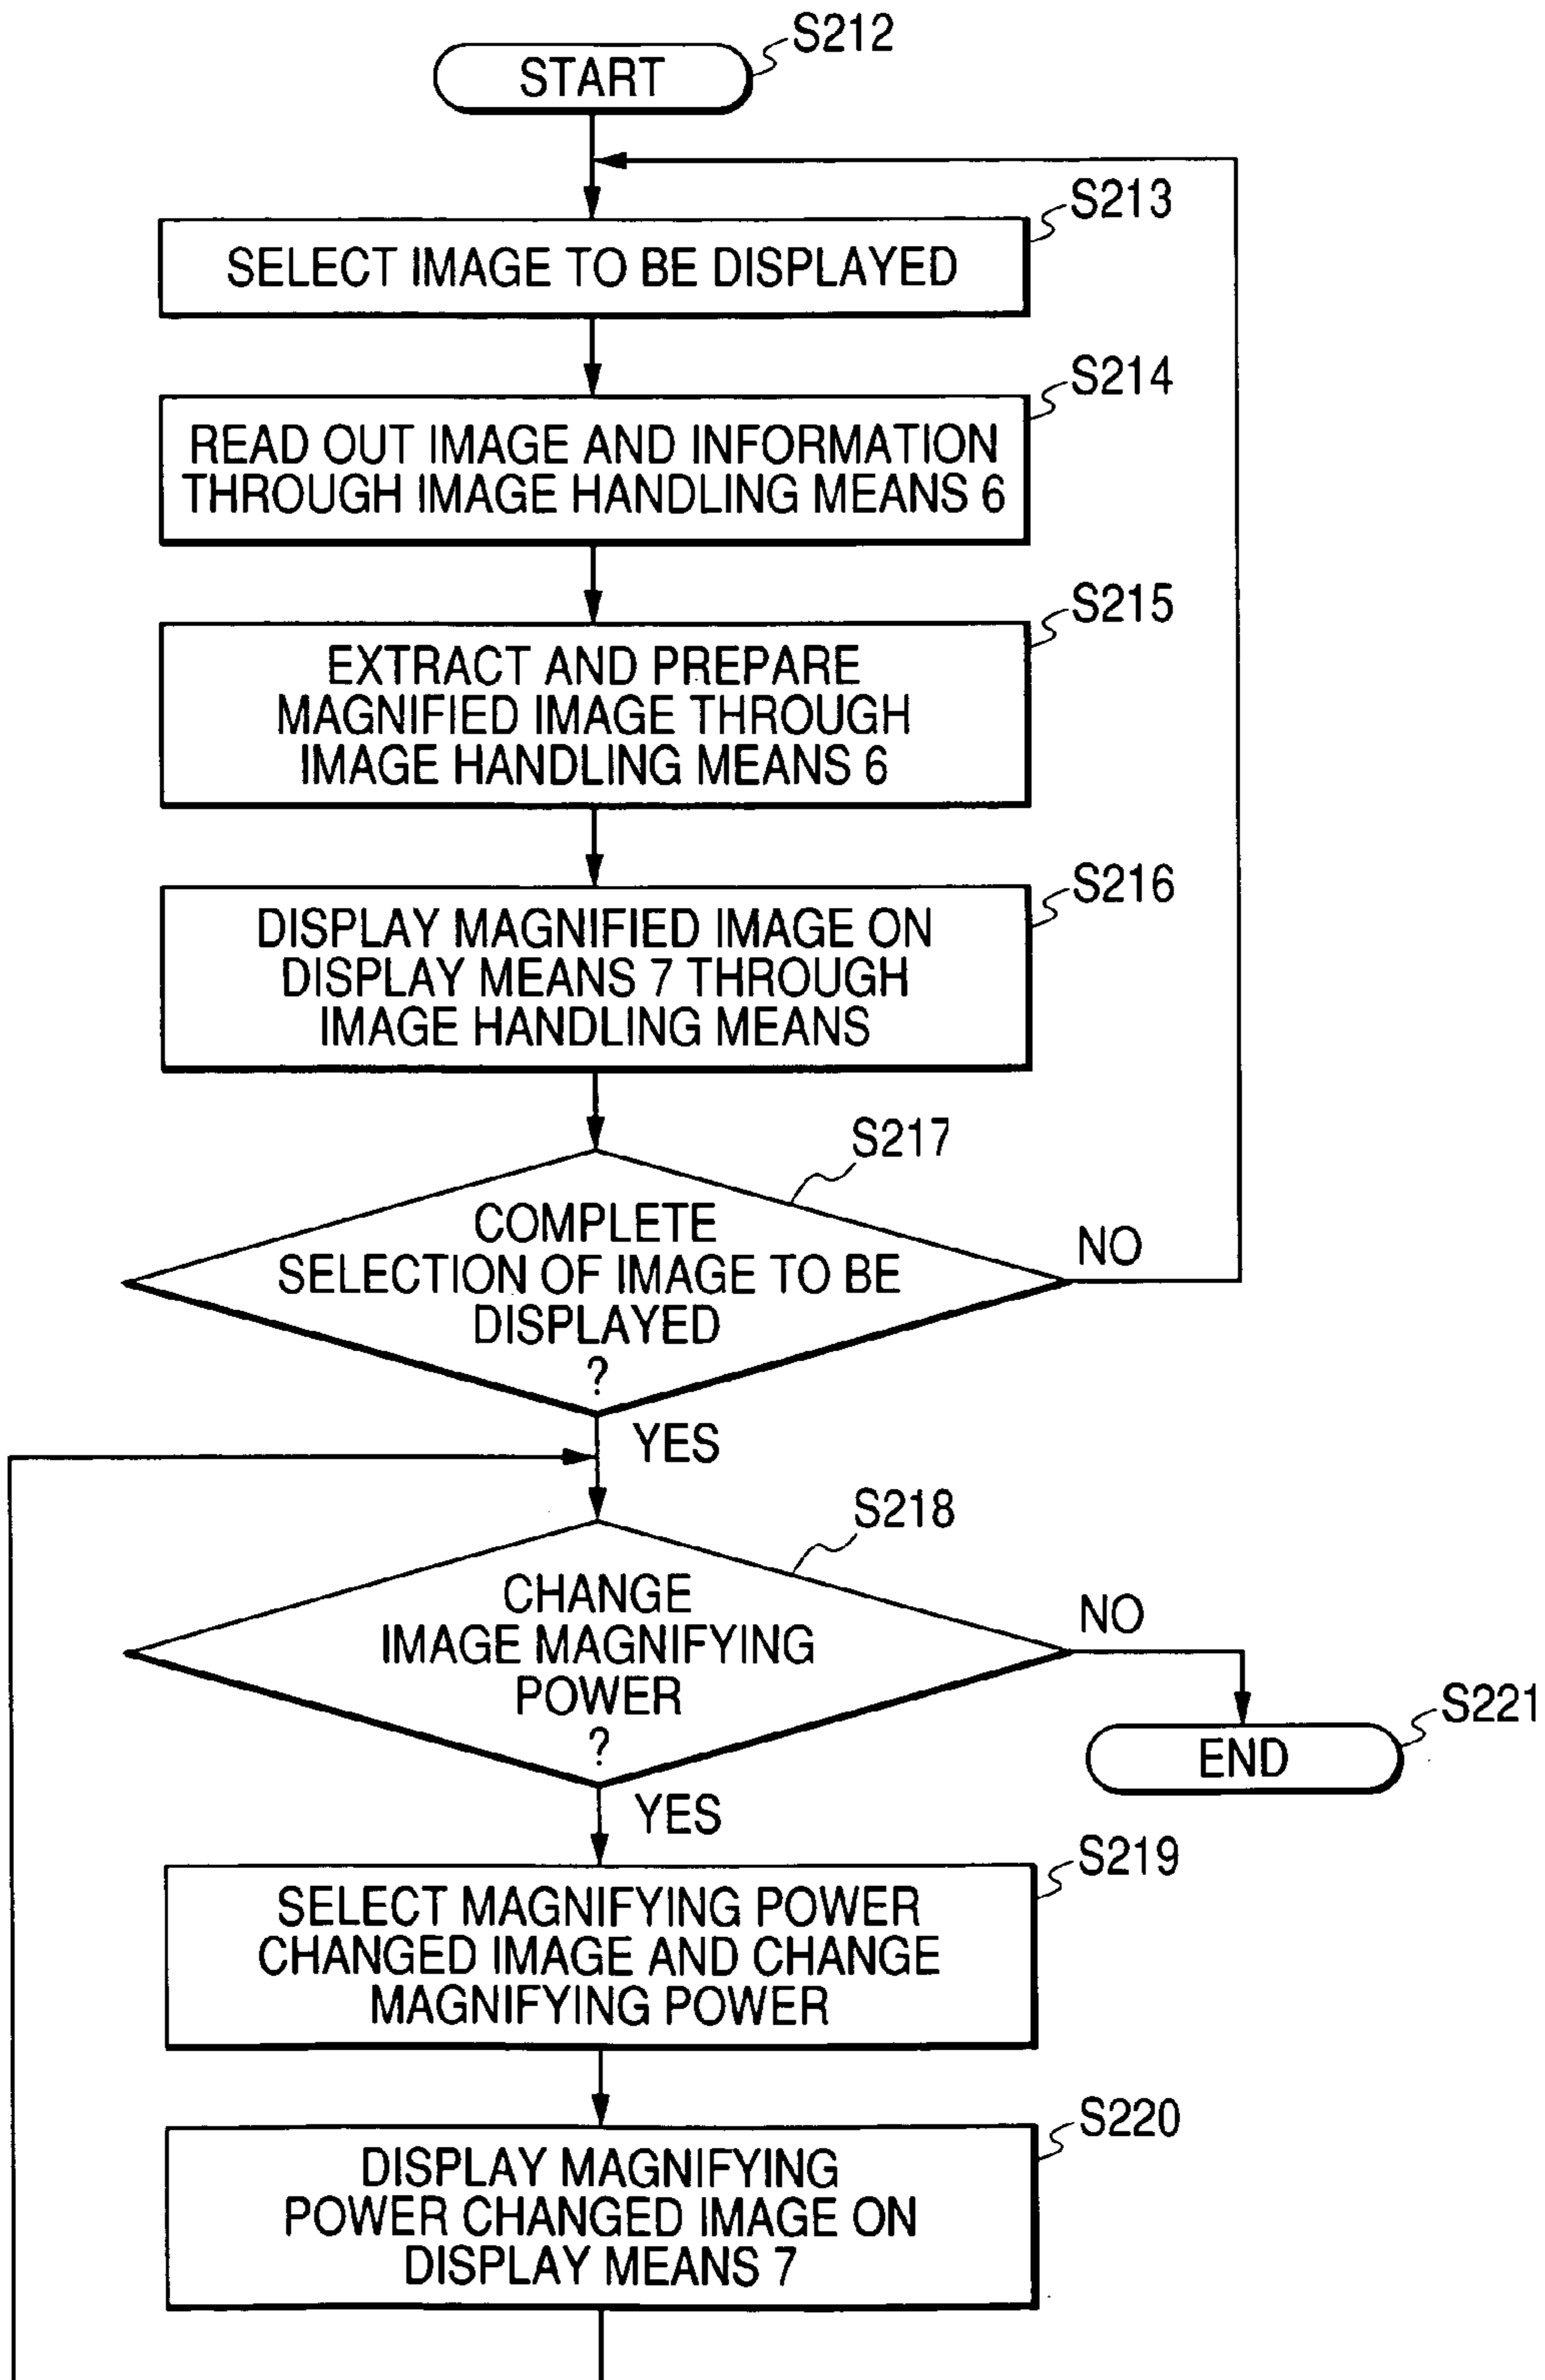 START
S212
S213
SELECT IMAGE TO BE DISPLAYED
S214
READ OUT IMAGE AND INFORMATION
THROUGH IMAGE HANDLING MEANS 6
S215
EXTRACT AND PREPARE
MAGNIFIED IMAGE THROUGH
IMAGE HANDLING MEANS 6
S216
DISPLAY MAGNIFIED IMAGE ON
DISPLAY MEANS 7 THROUGH
IMAGE HANDLING MEANS
S217
COMPLETE
SELECTION OF IMAGE TO BE
DISPLAYED
?
NO
YES
S218
CHANGE
IMAGE MAGNIFYING
POWER
?
NO
S221
END
YES
S219
SELECT MAGNIFYING POWER
CHANGED IMAGE AND CHANGE
MAGNIFYING POWER
S220
DISPLAY MAGNIFYING
POWER CHANGED IMAGE ON
DISPLAY MEANS 7